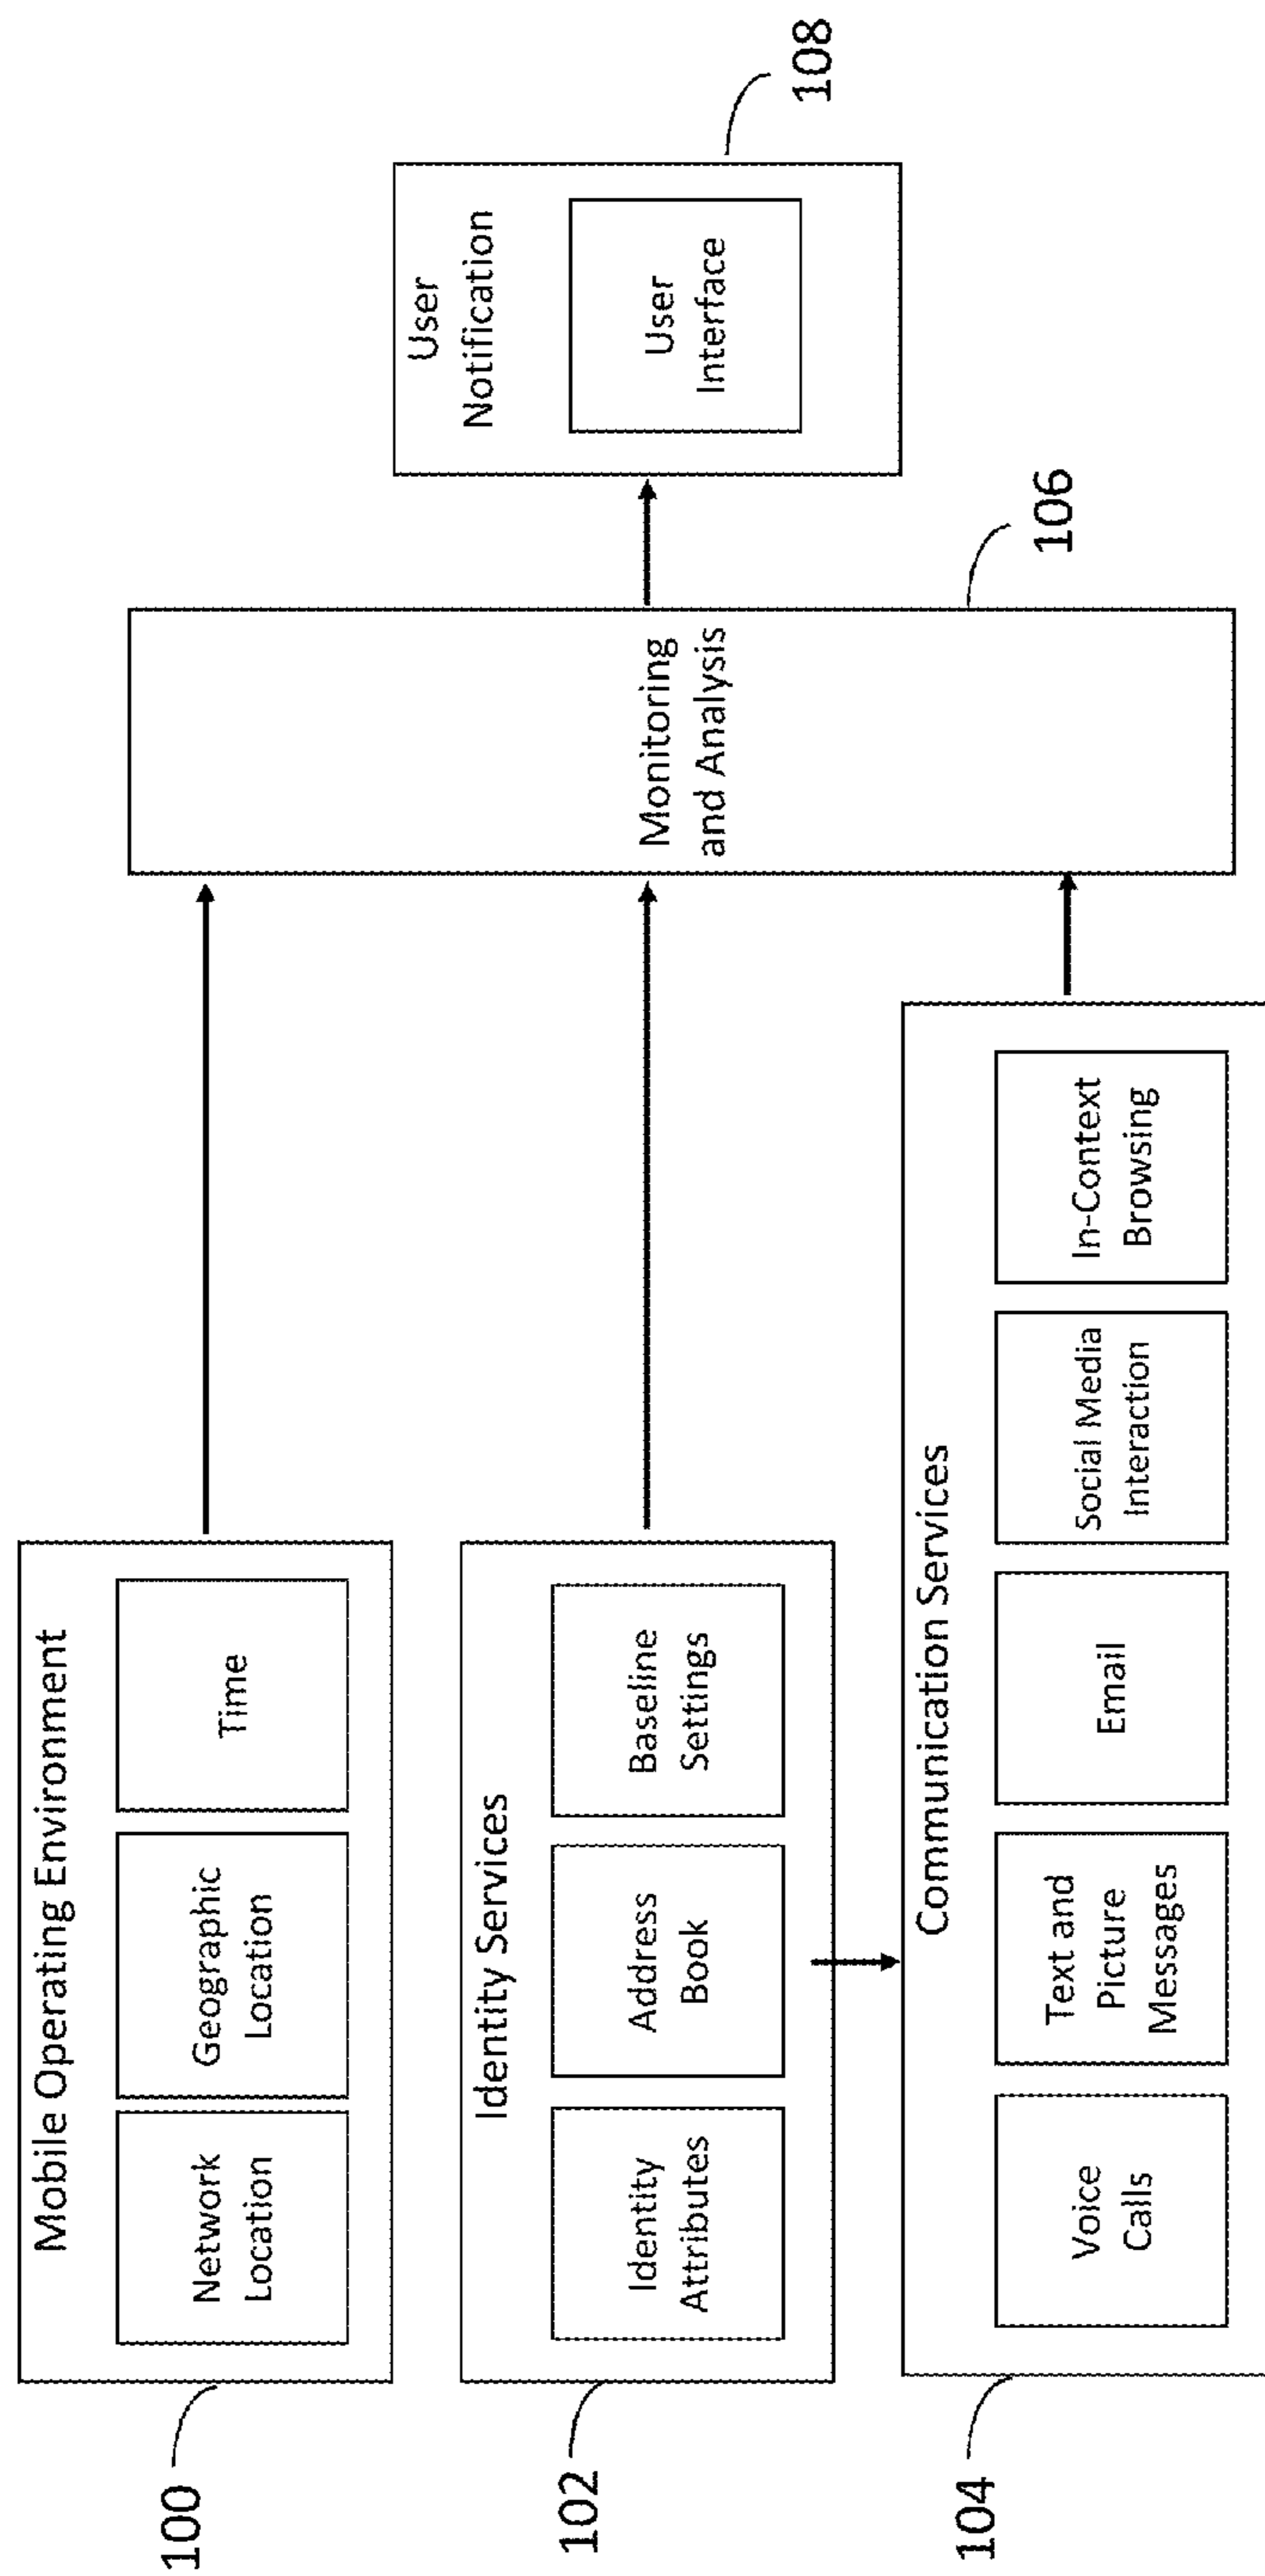 100
Mobile Operating Environment
Network
Location
Geographic
Location
Time
102
Identity Services
Identity
Attributes
Address
Book
Baseline
Settings
104
Communication Services
Voice
Calls
Text and
Picture
Messages
Email
Social Media
Interaction
In-Context
Browsing
Monitoring
and Analysis
106
User
Notification
User
Interface
108